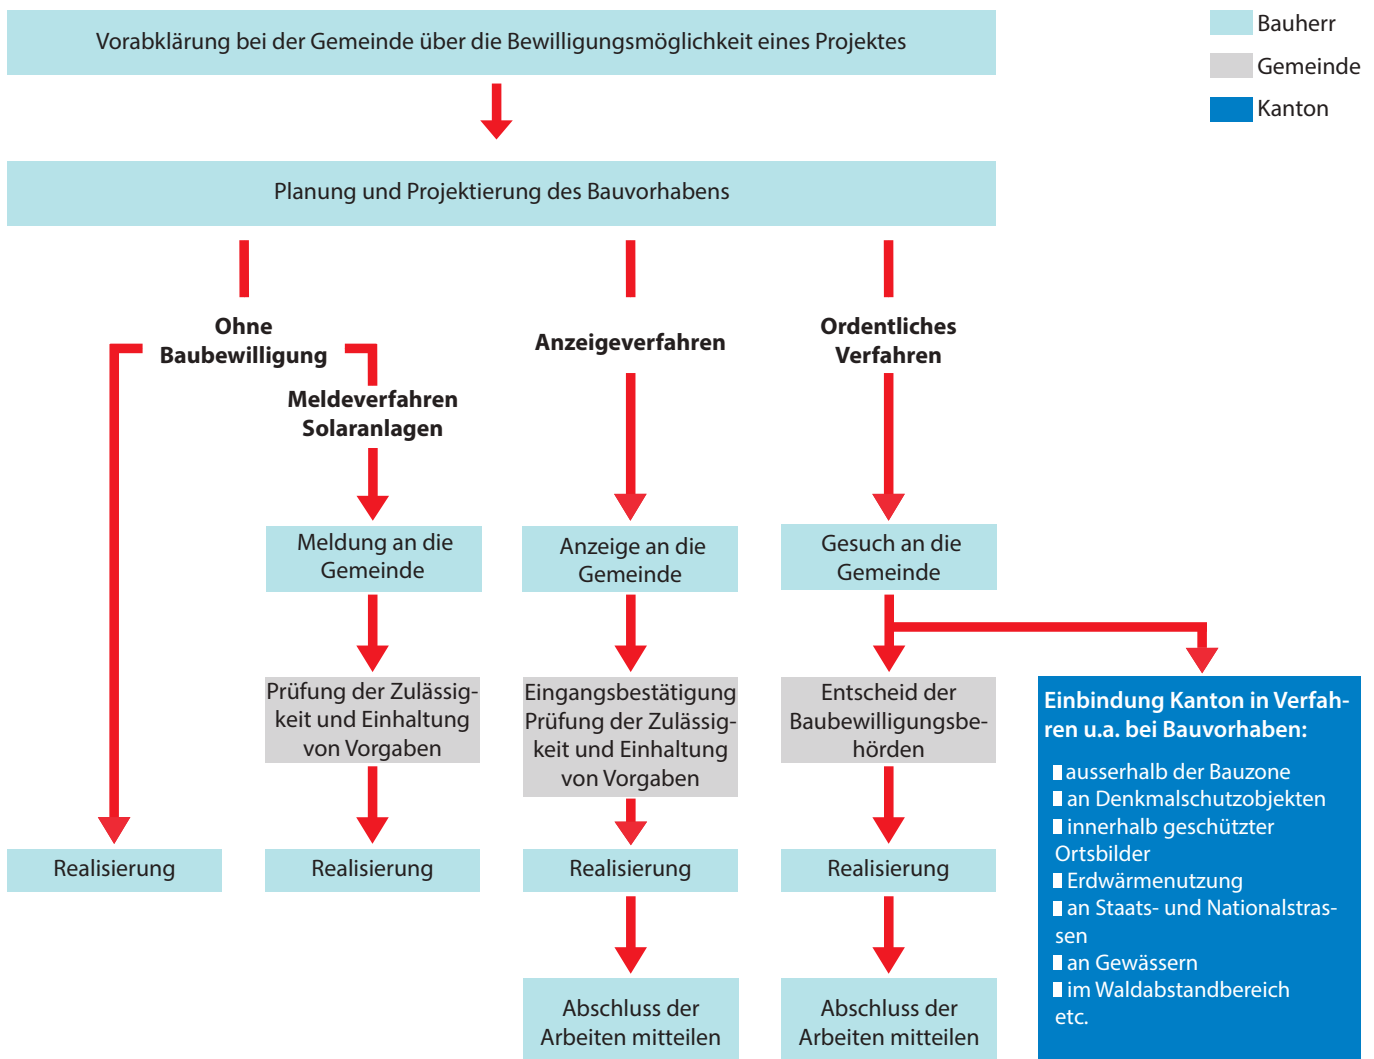 Vorabklärung bei der Gemeinde über die Bewilligungsmöglichkeit eines Projektes
Bauherr
Gemeinde
Kanton
Planung und Projektierung des Bauvorhabens
Ohne
Baubewilligung
Meldeverfahren
Solaranlagen
Anzeigeverfahren
Ordentliches
Verfahren
Meldung an die
Gemeinde
Anzeige an die
Gemeinde
Gesuch an die
Gemeinde
Prüfung der Zulässig-
keit und Einhaltung
von Vorgaben
Eingangsbestätigung
Prüfung der Zulässig-
keit und Einhaltung
von Vorgaben
Entscheid der
Baubewilligungsbe-
hörden
Einbindung Kanton in Verfah-
ren u.a. bei Bauvorhaben:
ausserhalb der Bauzone
an Denkmalschutzobjekten
innerhalb geschützter
Ortsbilder
Erdwärmenutzung
an Staats- und Nationalstras-
sen
an Gewässern
im Waldabstandbereich
etc.
Realisierung
Realisierung
Realisierung
Realisierung
Abschluss der
Arbeiten mitteilen
Abschluss der
Arbeiten mitteilen